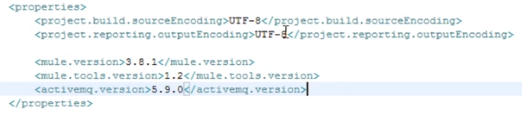 <properties>
<project.build.sourceEncoding>UTF-8</project.build.sourceEncoding>
<project.reporting.outputEncoding>UTF-8</project.reporting.outputEncoding>
<mule.version>3.8.1</mule.version>
<mule.tools.version>1.2</mule.tools.version>
<activemq.version>5.9.0</activemq.version>
</properties>